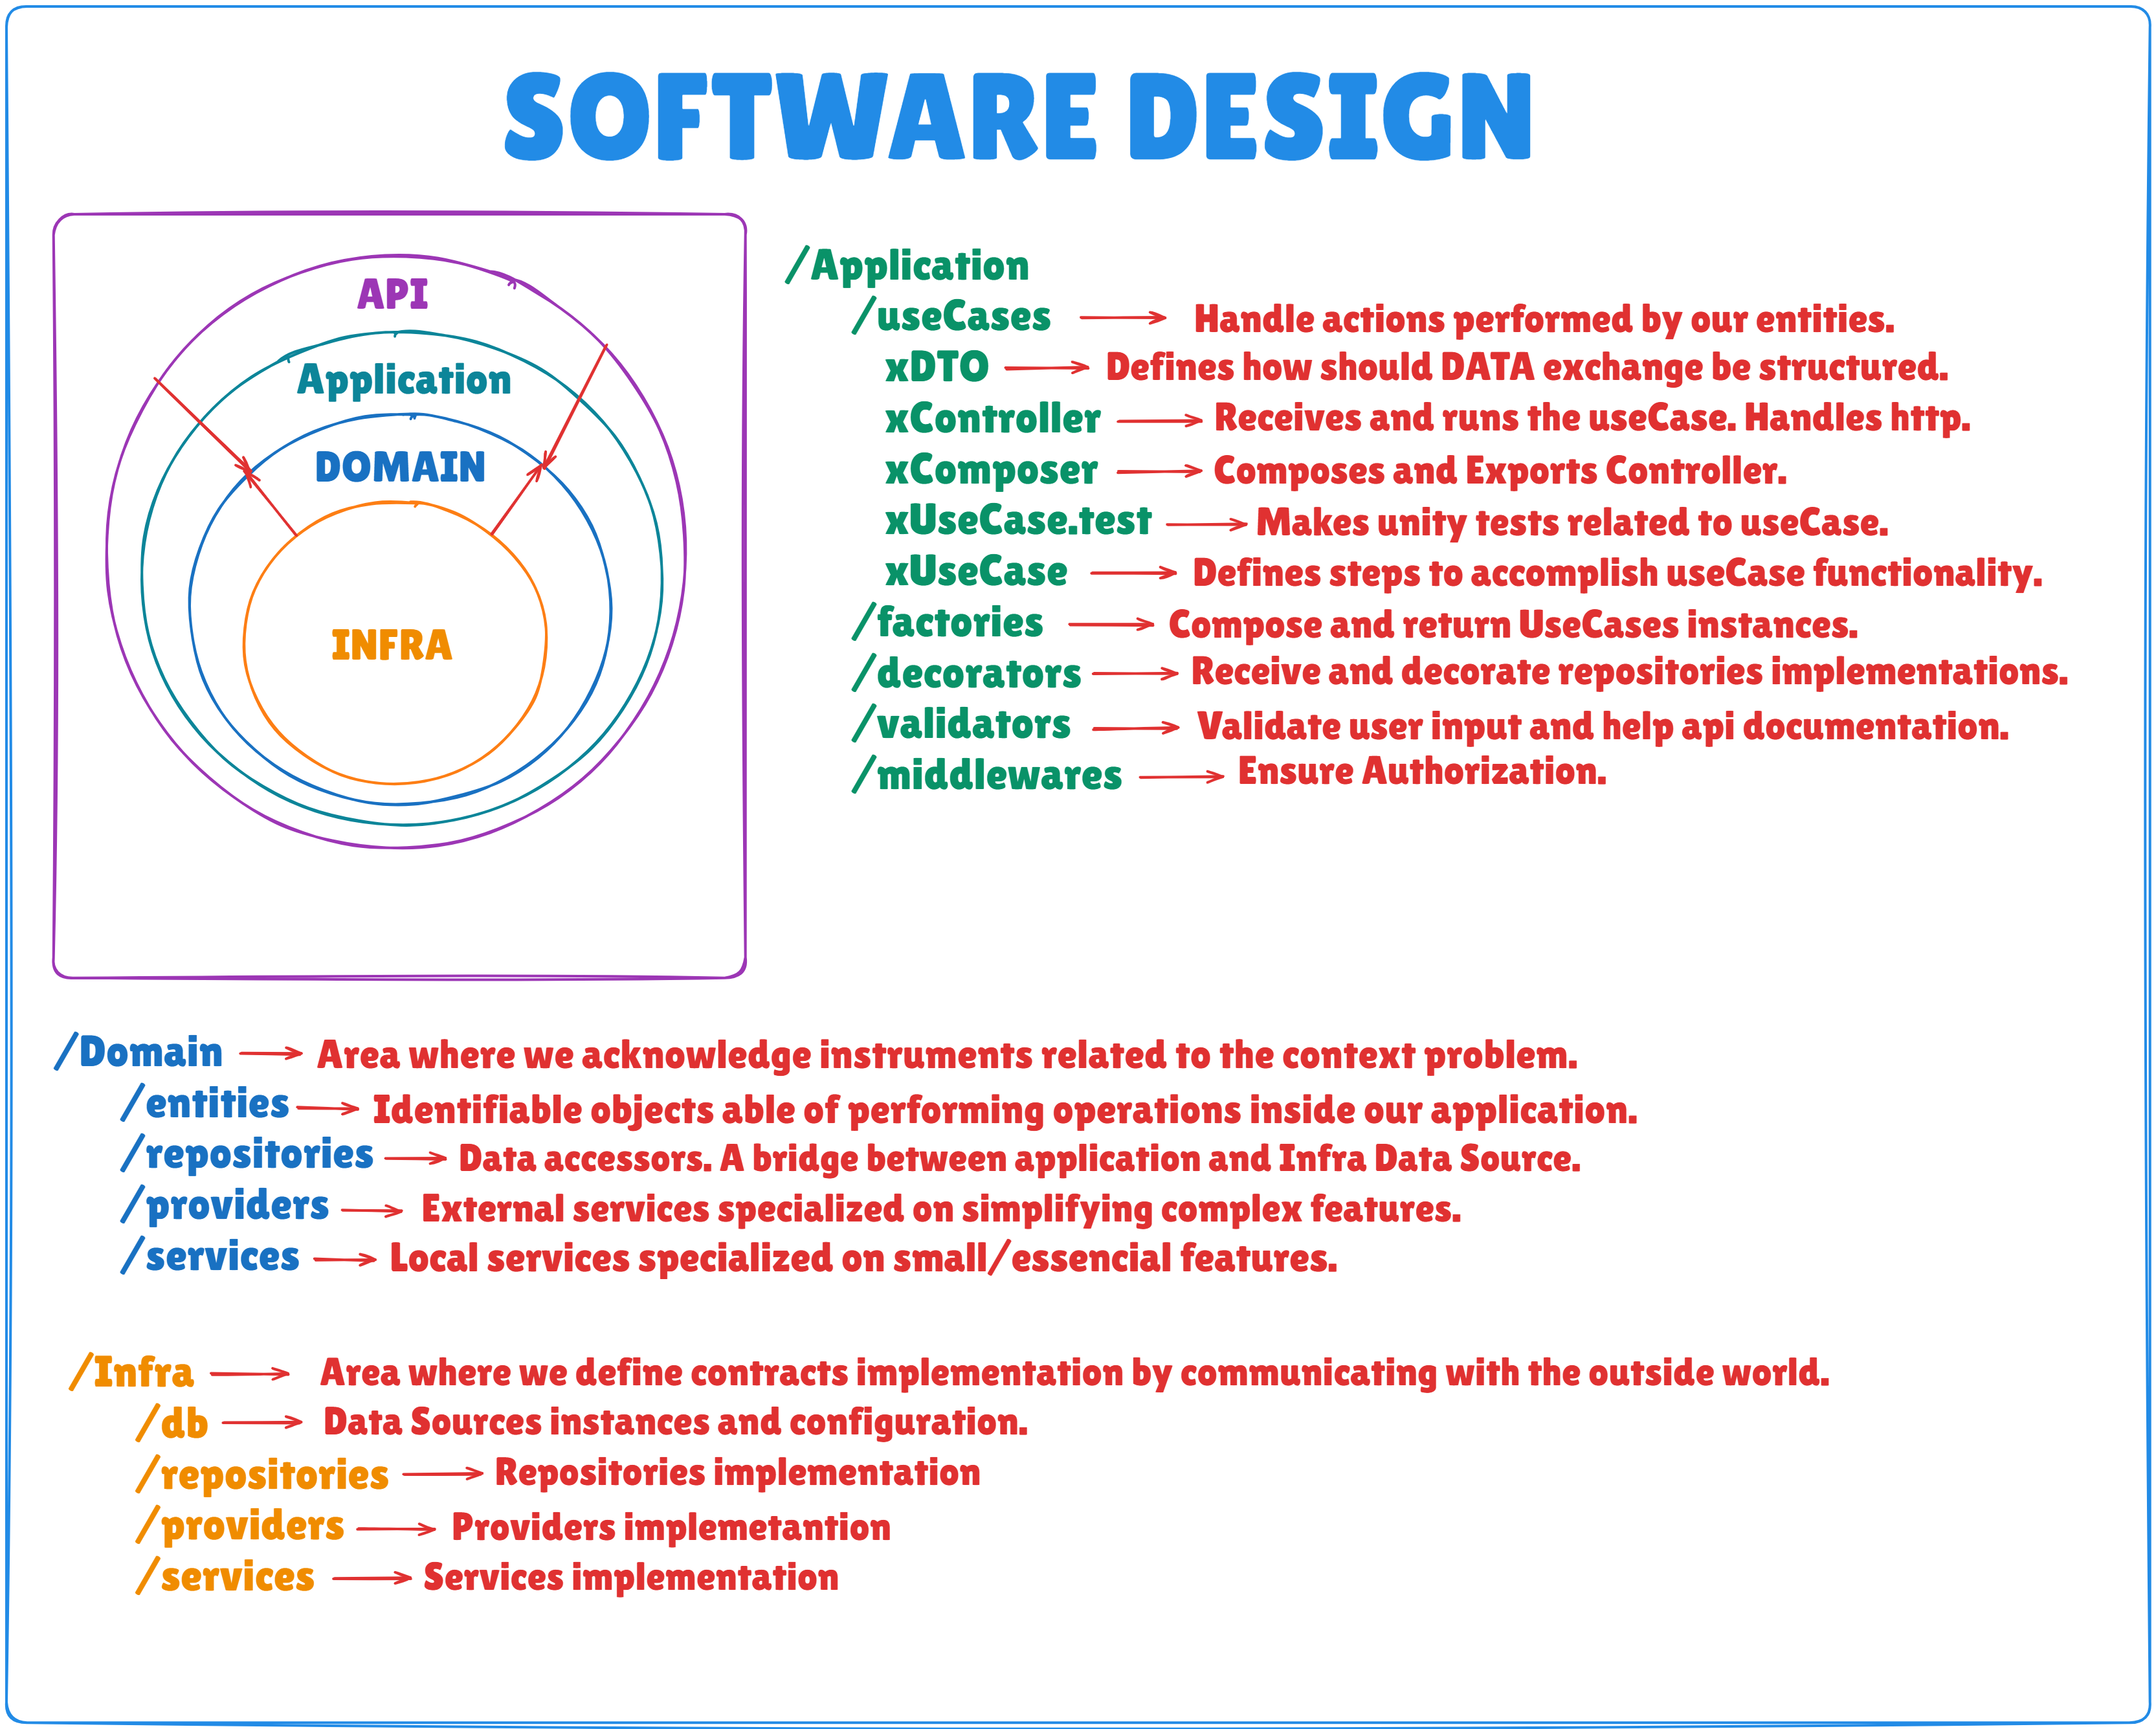 SOFTWARE DESIGN
API
Application
DOMAIN
INFRA
/Application
/useCases Handle actions performed by our entities.
xDTO Defines how should DATA exchange be structured.
xController Receives and runs the useCase. Handles http.
xComposer Composes and Exports Controller.
xUseCase.test Makes unity tests related to useCase.
xUseCase Defines steps to accomplish useCase functionality.
/factories Compose and return UseCases instances.
/decorators Receive and decorate repositories implementations.
/validators Validate user input and help api documentation.
/middlewares Ensure Authorization.
/Domain Area where we acknowledge instruments related to the context problem.
/entities Identifiable objects able of performing operations inside our application.
/repositories Data accessors. A bridge between application and Infra Data Source.
/providers External services specialized on simplifying complex features.
/services Local services specialized on small/essencial features.
/Infra Area where we define contracts implementation by communicating with the outside world.
/db Data Sources instances and configuration.
/repositories Repositories implementation
/providers Providers implemetantion
/services Services implementation